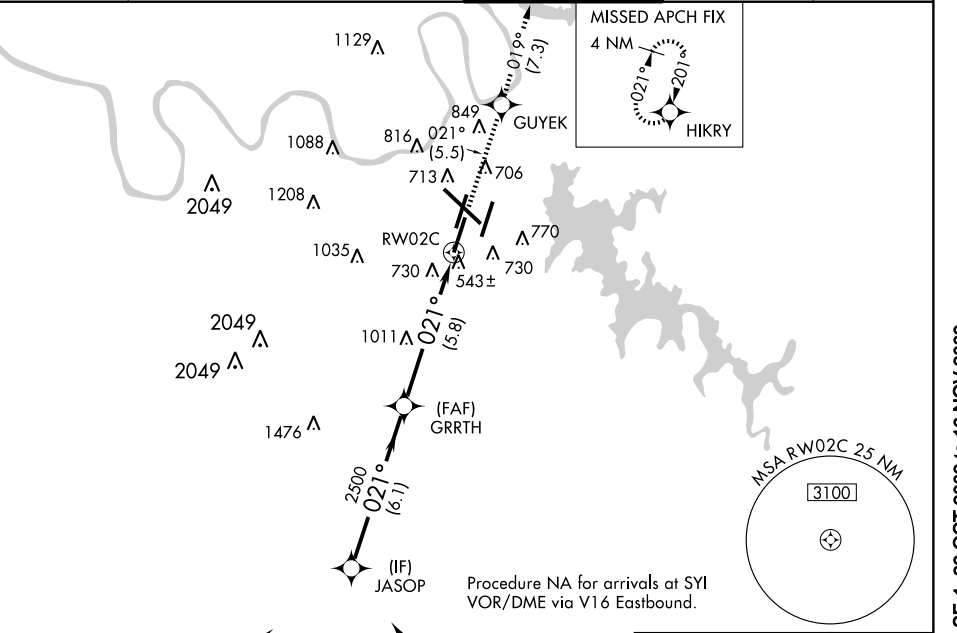 MISSED APCH FIX
4 NM
021°
201°
HIKRY
1129
019°
(7.3)
849
GUYEK
816
021°
(5.5)
1088
713
706
2049
1208
RW02C
770
1035
730
730
543±
021°
(5.8)
2049
1011
2049
(FAF)
GRRTH
1476
2500
021°
(6.1)
MSA RW02C 25 NM
3100
(IF)
JASOP
Procedure NA for arrivals at SYI
VOR/DME via V16 Eastbound.